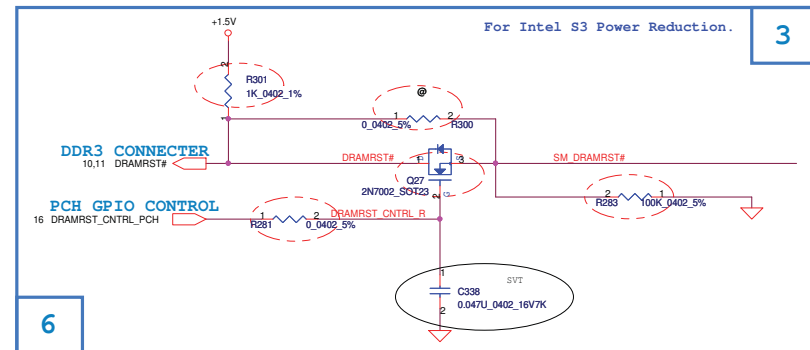 +1.5V
For Intel S3 Power Reduction.
3
2
R301
1K_0402_1%
1
@
1 2
0_0402_5% R300
DDR3 CONNECTER
10,11 DRAMRST#
DRAMRST#
1 D S 3
SM_DRAMRST#
Q27
2N7002_SOT23
2 G
2 1
R283 100K_0402_5%
PCH GPIO CONTROL
16 DRAMRST_CNTRL_PCH
1 2
R281 0_0402_5%
DRAMRST_CNTRL_R
1
SVT
C338
0.047U_0402_16V7K
2
6